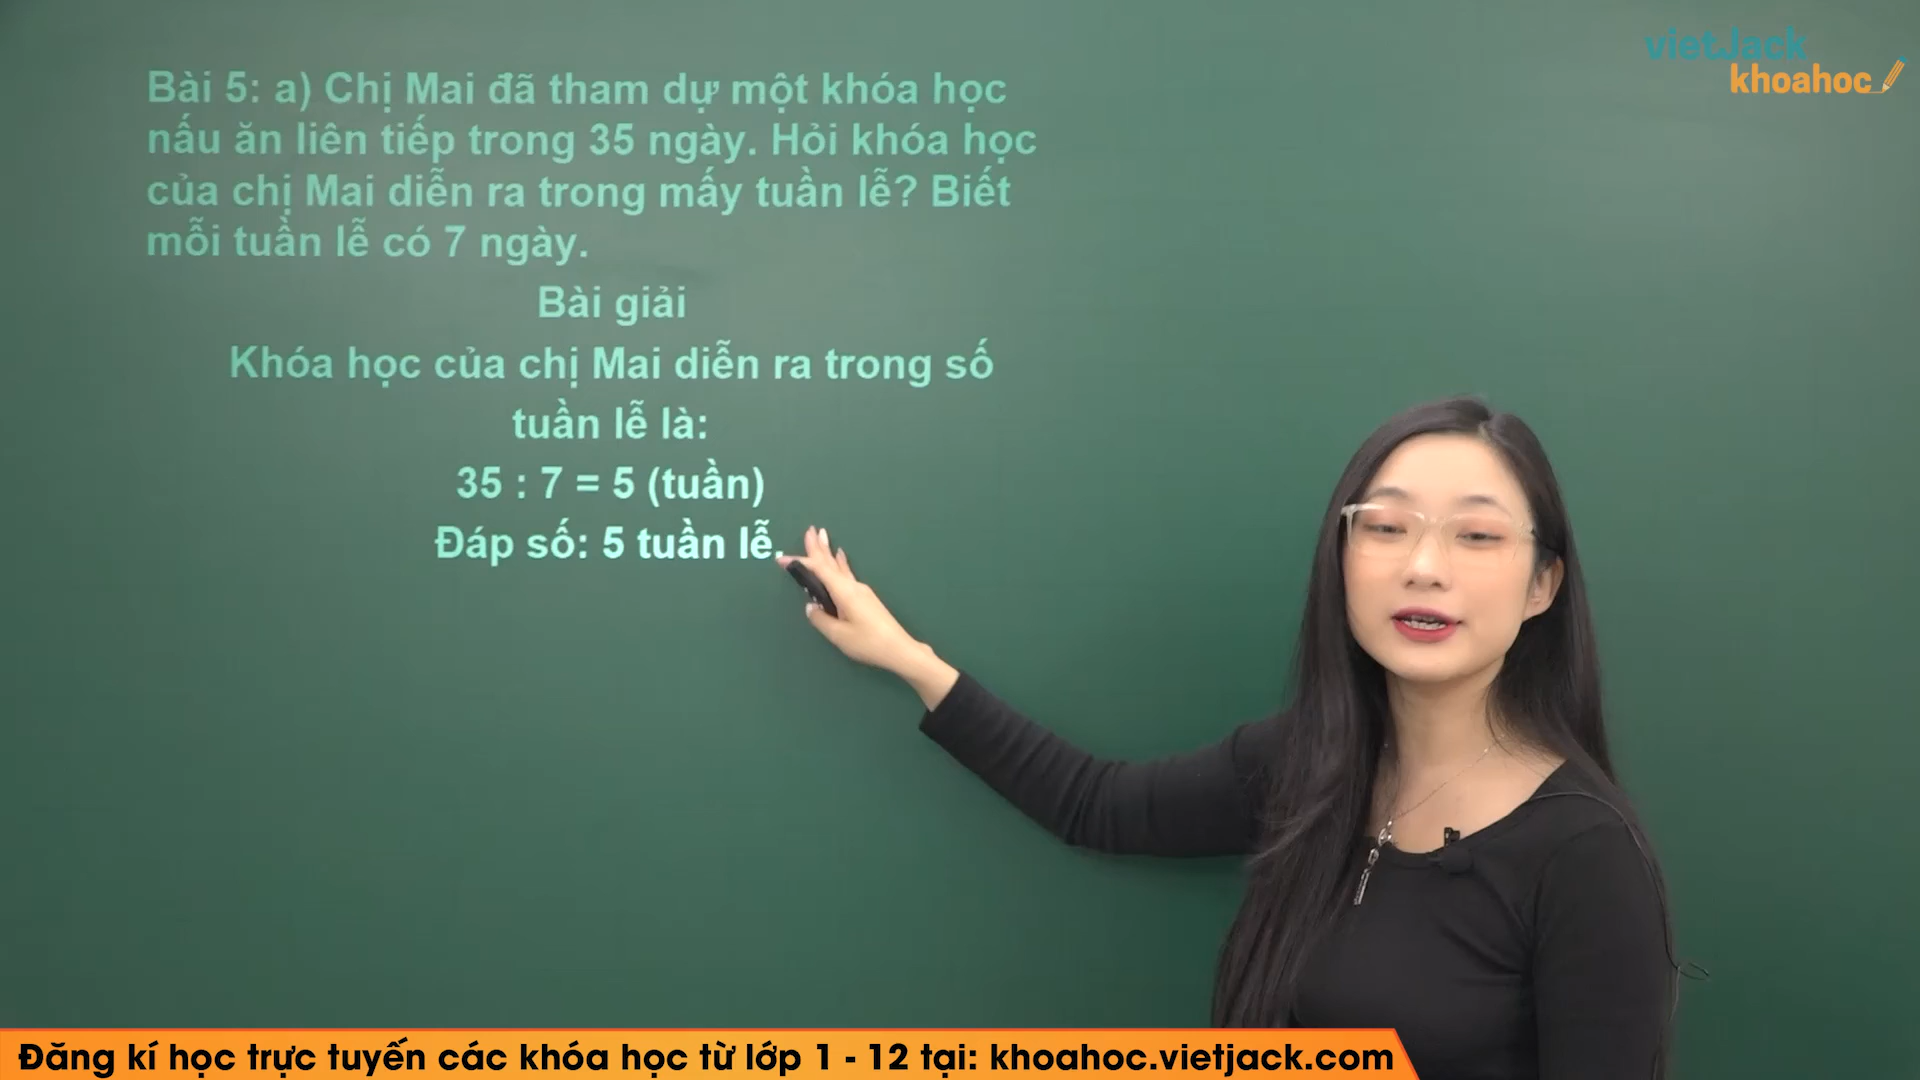 vietJack
khoahoc
Bài 5: a) Chị Mai đã tham dự một khóa học
nấu ăn liên tiếp trong 35 ngày. Hỏi khóa học
của chị Mai diễn ra trong mấy tuần lễ? Biết
mỗi tuần lễ có 7 ngày.
Bài giải
Khóa học của chị Mai diễn ra trong số
tuần lễ là:
35 : 7 = 5 (tuần)
Đáp số: 5 tuần lễ.
Đăng kí học trực tuyến các khóa học từ lớp 1 - 12 tại: khoahoc.vietjack.com